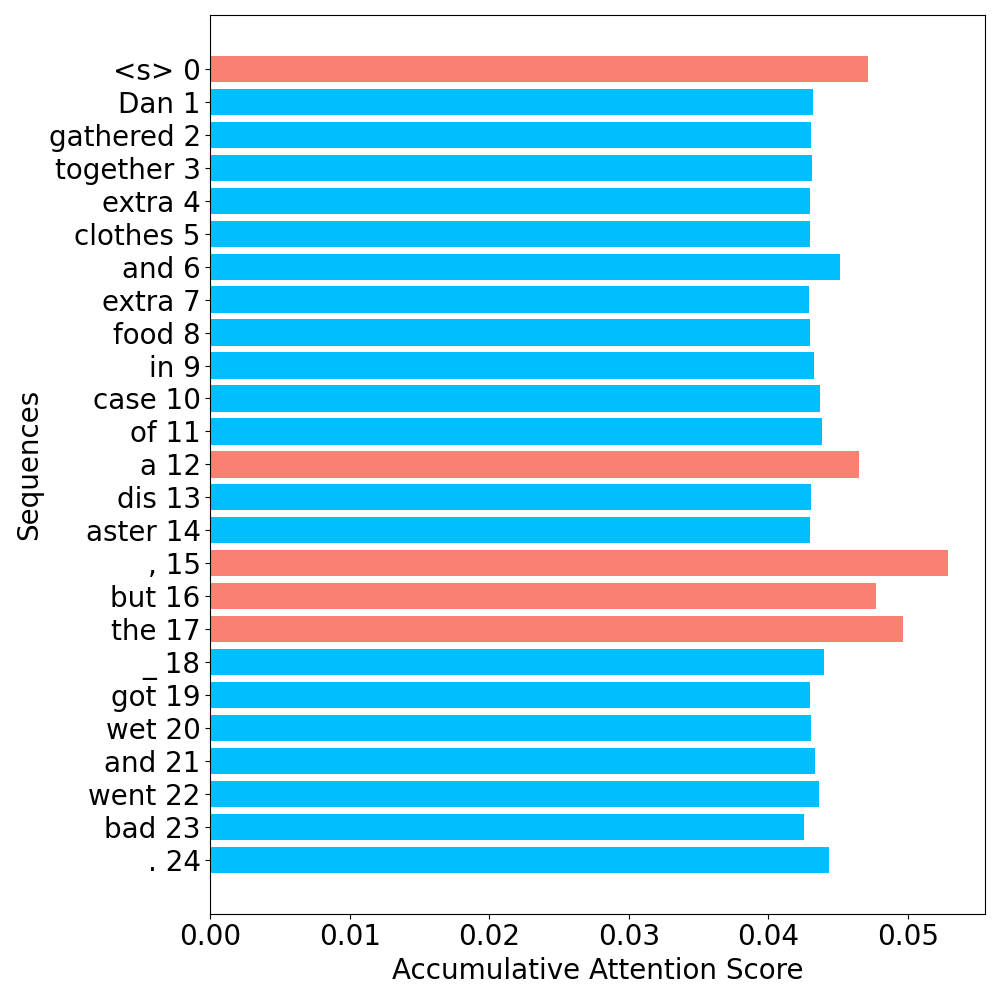 <s> 0
Dan 1
gathered 2
together 3
extra 4
clothes 5
and 6
extra 7
food 8
in 9
case 10
of 11
a 12
dis 13
aster 14
, 15
but 16
the 17
_ 18
got 19
wet 20
and 21
went 22
bad 23
. 24
Sequences
0.00 0.01 0.02 0.03 0.04 0.05
Accumulative Attention Score